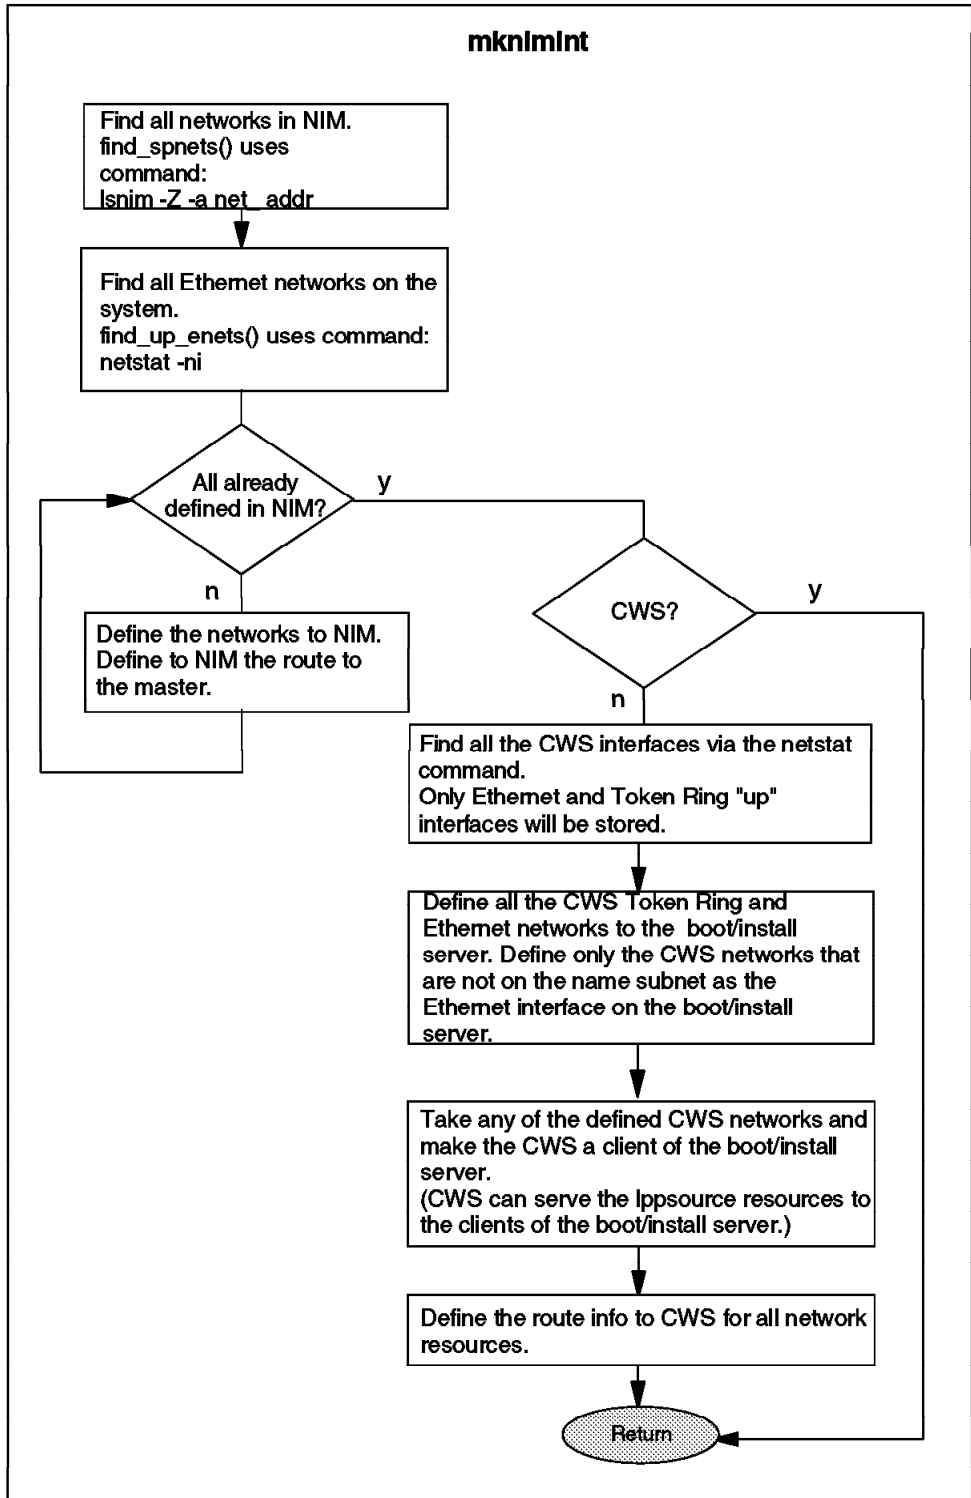 mknimint
Find all networks in NIM.
find_spnets() uses
command:
lsnim -Z -a net_ addr
Find all Ethernet networks on the
system.
find_up_enets() uses command:
netstat -ni
All already
defined in NIM?
y
n
Define the networks to NIM.
Define to NIM the route to
the master.
CWS?
y
n
Find all the CWS interfaces via the netstat
command.
Only Ethernet and Token Ring "up"
interfaces will be stored.
Define all the CWS Token Ring and
Ethernet networks to the boot/install
server. Define only the CWS networks that
are not on the name subnet as the
Ethernet interface on the boot/install
server.
Take any of the defined CWS networks and
make the CWS a client of the boot/install
server.
(CWS can serve the lppsource resources to
the clients of the boot/install server.)
Define the route info to CWS for all network
resources.
Return